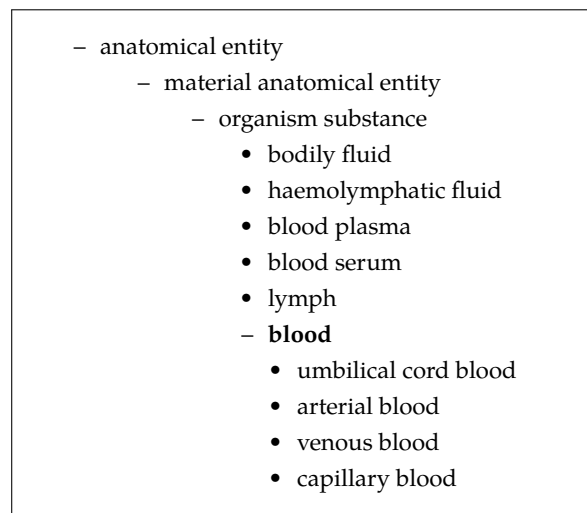 – anatomical entity
– material anatomical entity
– organism substance
• bodily fluid
• haemolymphatic fluid
• blood plasma
• blood serum
• lymph
– blood
• umbilical cord blood
• arterial blood
• venous blood
• capillary blood